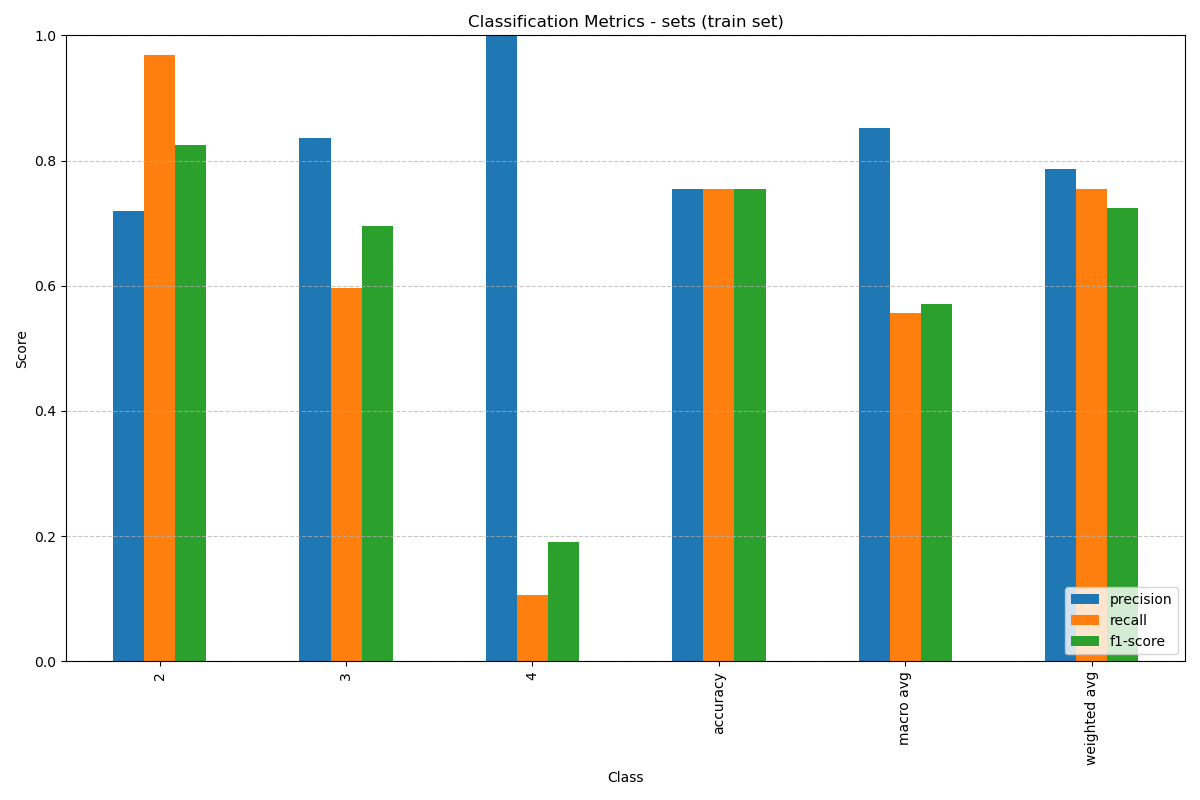 Classification Metrics - sets (train set)
1.0
0.8
0.6
0.4
0.2
0.0
Score
2
3
4
accuracy
macro avg
weighted avg
Class
precision
recall
f1-score